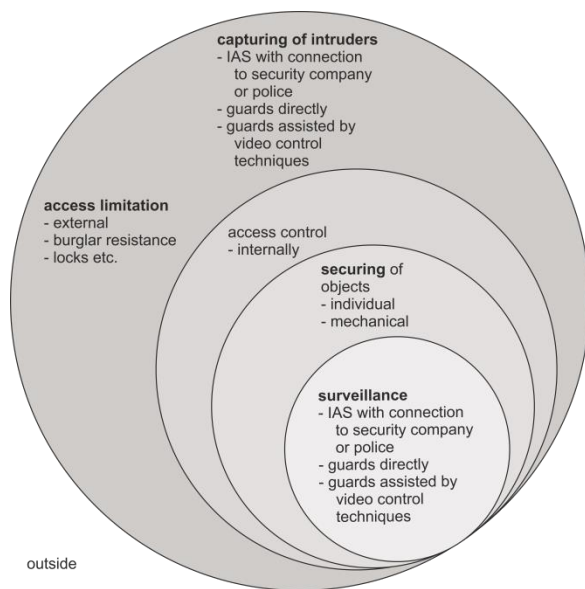 capturing of intruders
- IAS with connection
to security company
or police
- guards directly
- guards assisted by
video control
techniques
access limitation
- external
- burglar resistance
- locks etc.
access control
- internally
securing of
objects
- individual
- mechanical
surveillance
- IAS with connection
to security company
or police
- guards directly
- guards assisted by
video control
techniques
outside